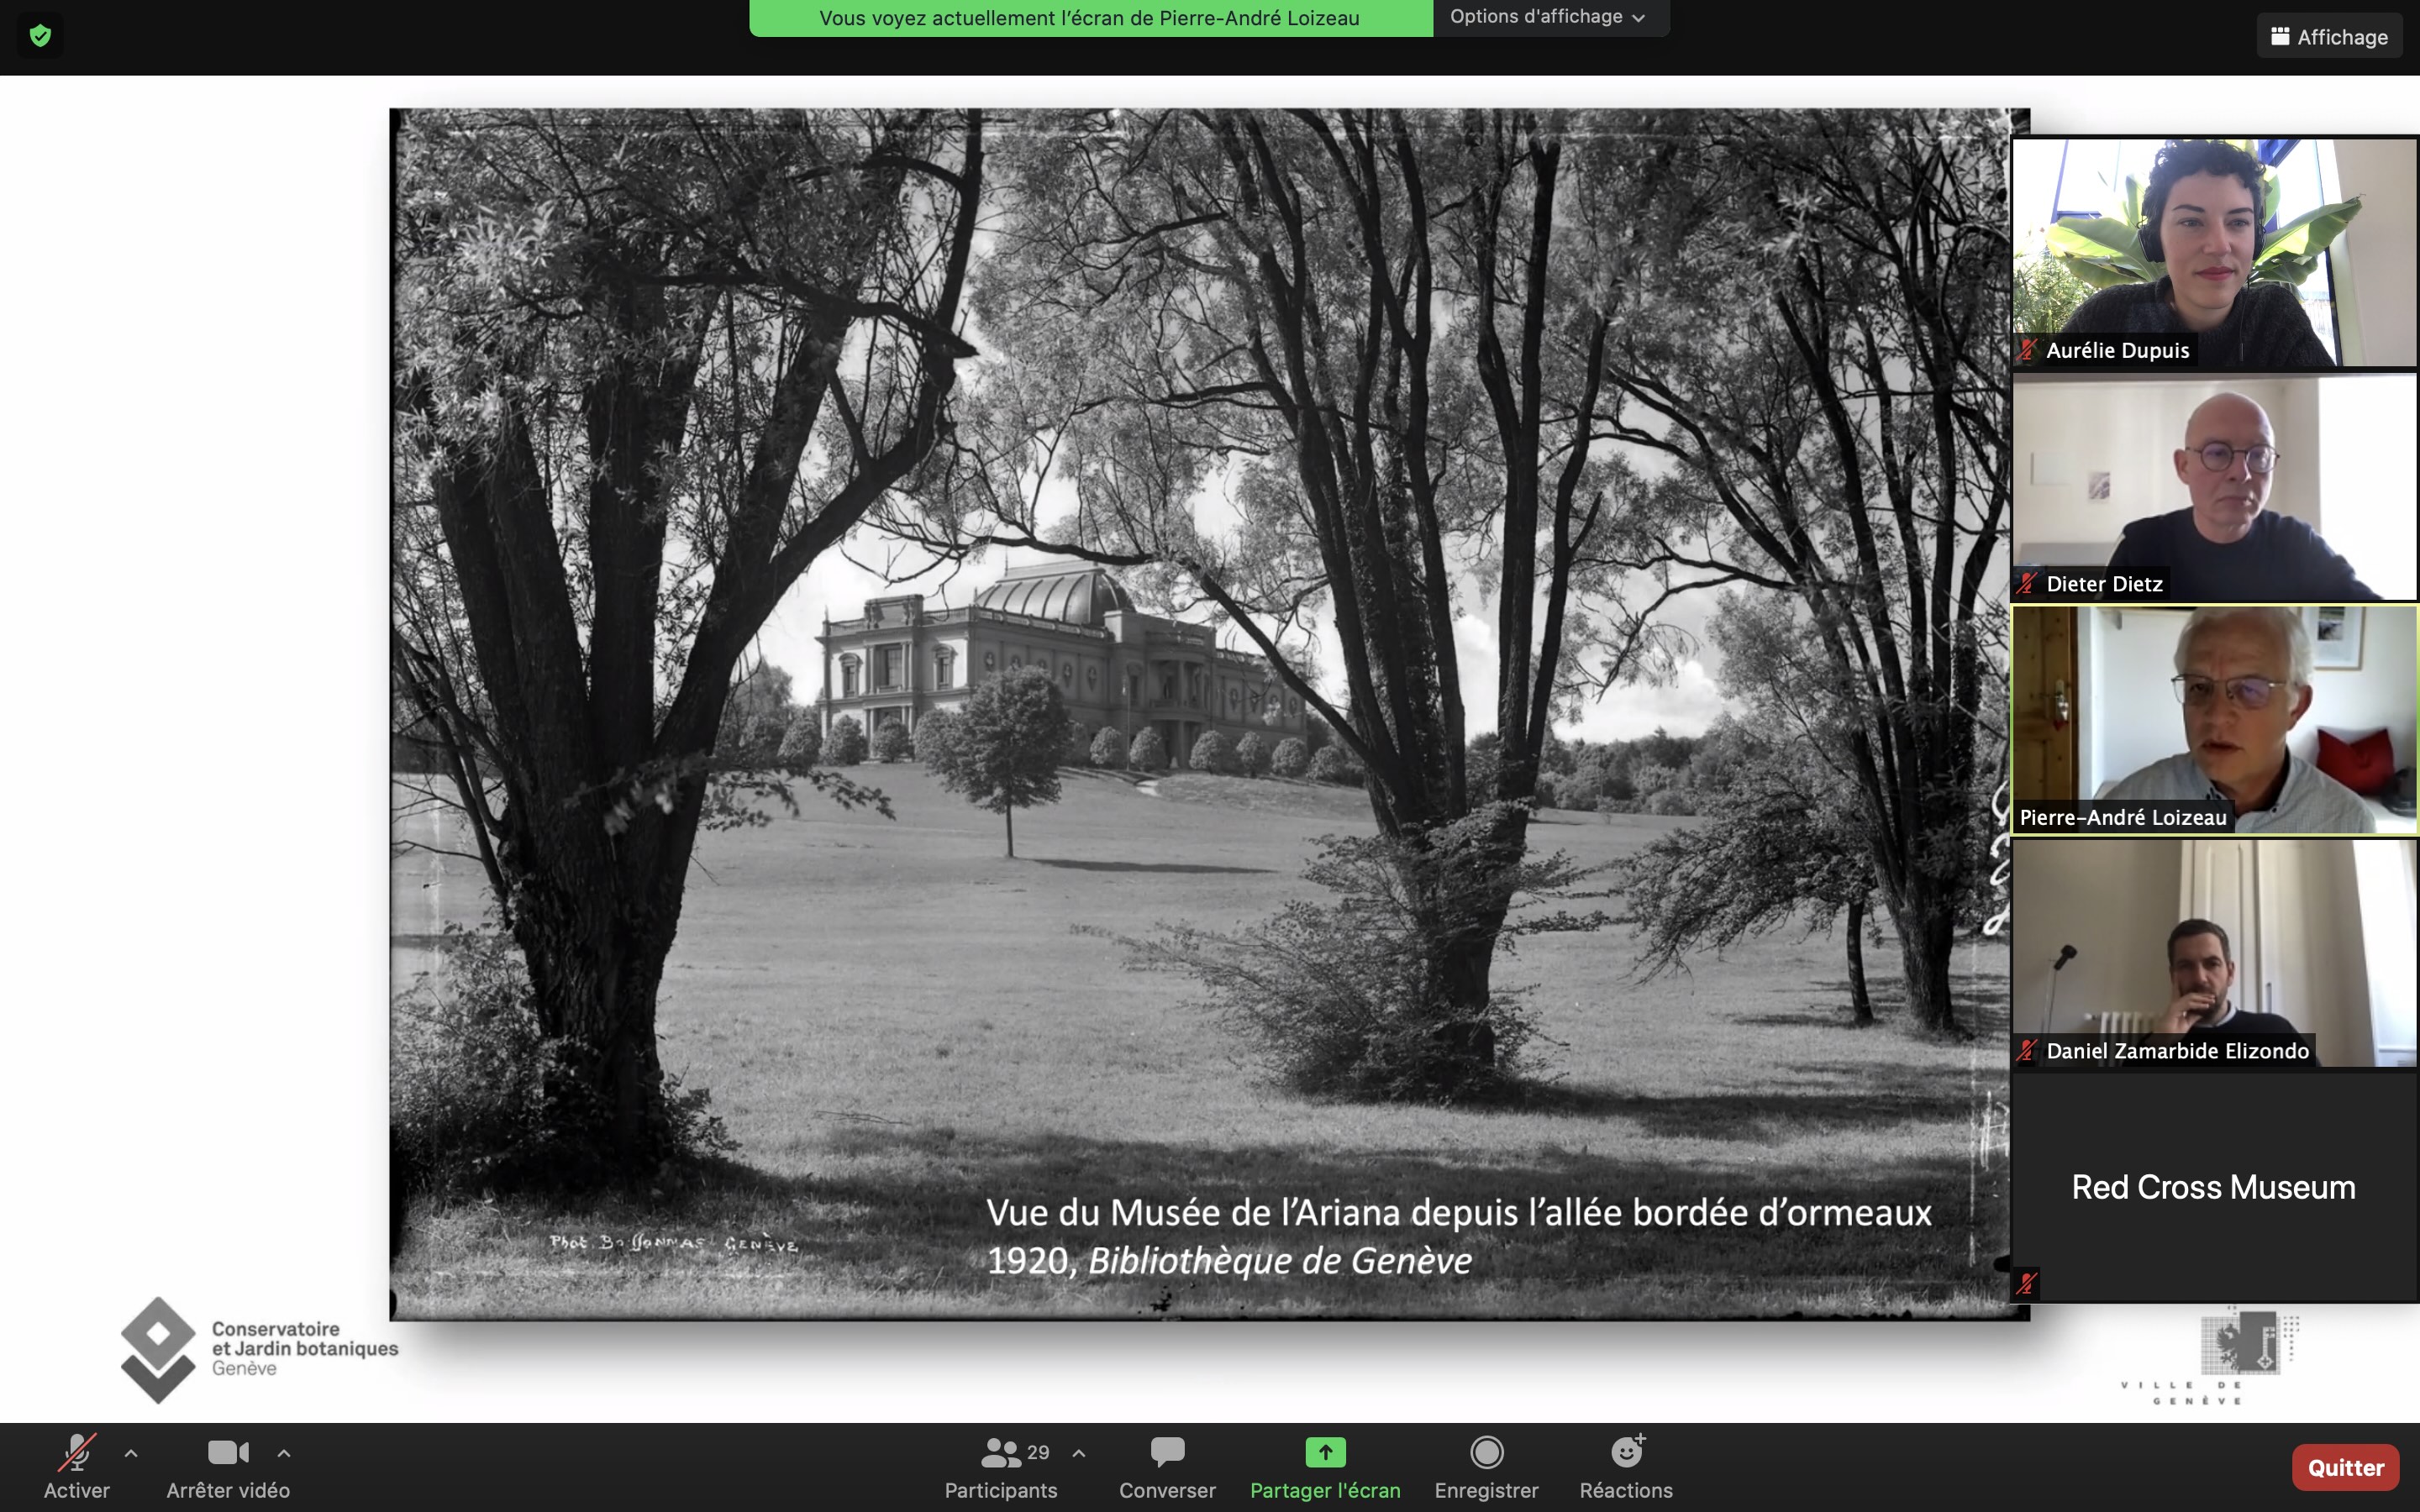 Vous voyez actuellement l'écran de Pierre-André Loizeau
Options d'affichage
Affichage
Aurélie Dupuis
Dieter Dietz
Pierre-André Loizeau
Daniel Zamarbide Elizondo
Red Cross Museum
Vue du Musée de l'Ariana depuis l'allée bordée d'ormeaux
1920, Bibliothèque de Genève
Phot. Boissonnas Genève
Conservatoire
et Jardin botaniques
Genève
VILLE DE
GENÈVE
Activer
Arrêter vidéo
29
Participants
Converser
Partager l'écran
Enregistrer
Réactions
Quitter